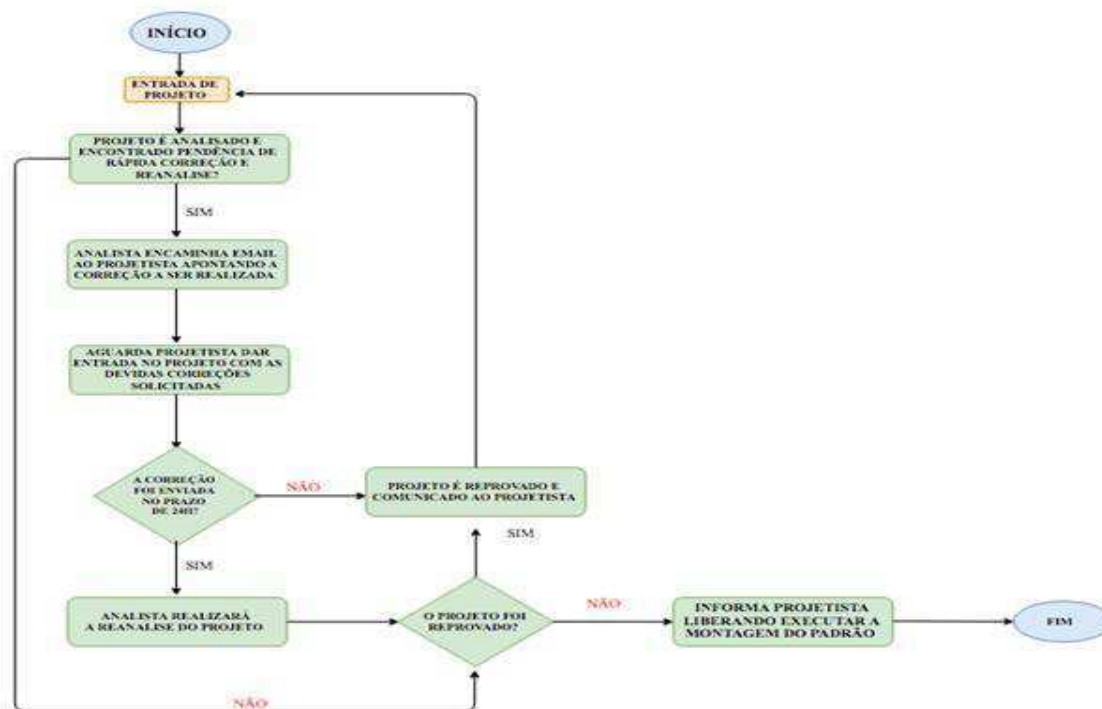 INÍCIO
ENTRADA DE
PROJETO
PROJETO É ANALISADO E
ENCONTRADO PENDÊNCIA DE
RÁPIDA CORREÇÃO E
REANALISE?
SIM
ANALISTA ENCAMINHA EMAIL
AO PROJETISTA APONTANDO A
CORREÇÃO A SER REALIZADA
AGUARDA PROJETISTA DAR
ENTRADA NO PROJETO COM AS
DEVIDAS CORREÇÕES
SOLICITADAS
A CORREÇÃO
FOI ENVIADA
NO PRAZO
DE 24H?
NÃO
PROJETO É REPROVADO E
COMUNICADO AO PROJETISTA
SIM
SIM
ANALISTA REALIZARÁ
A REANALISE DO PROJETO
O PROJETO FOI
REPROVADO?
NÃO
INFORMA PROJETISTA
LIBERANDO EXECUTAR A
MONTAGEM DO PADRÃO
FIM
NÃO